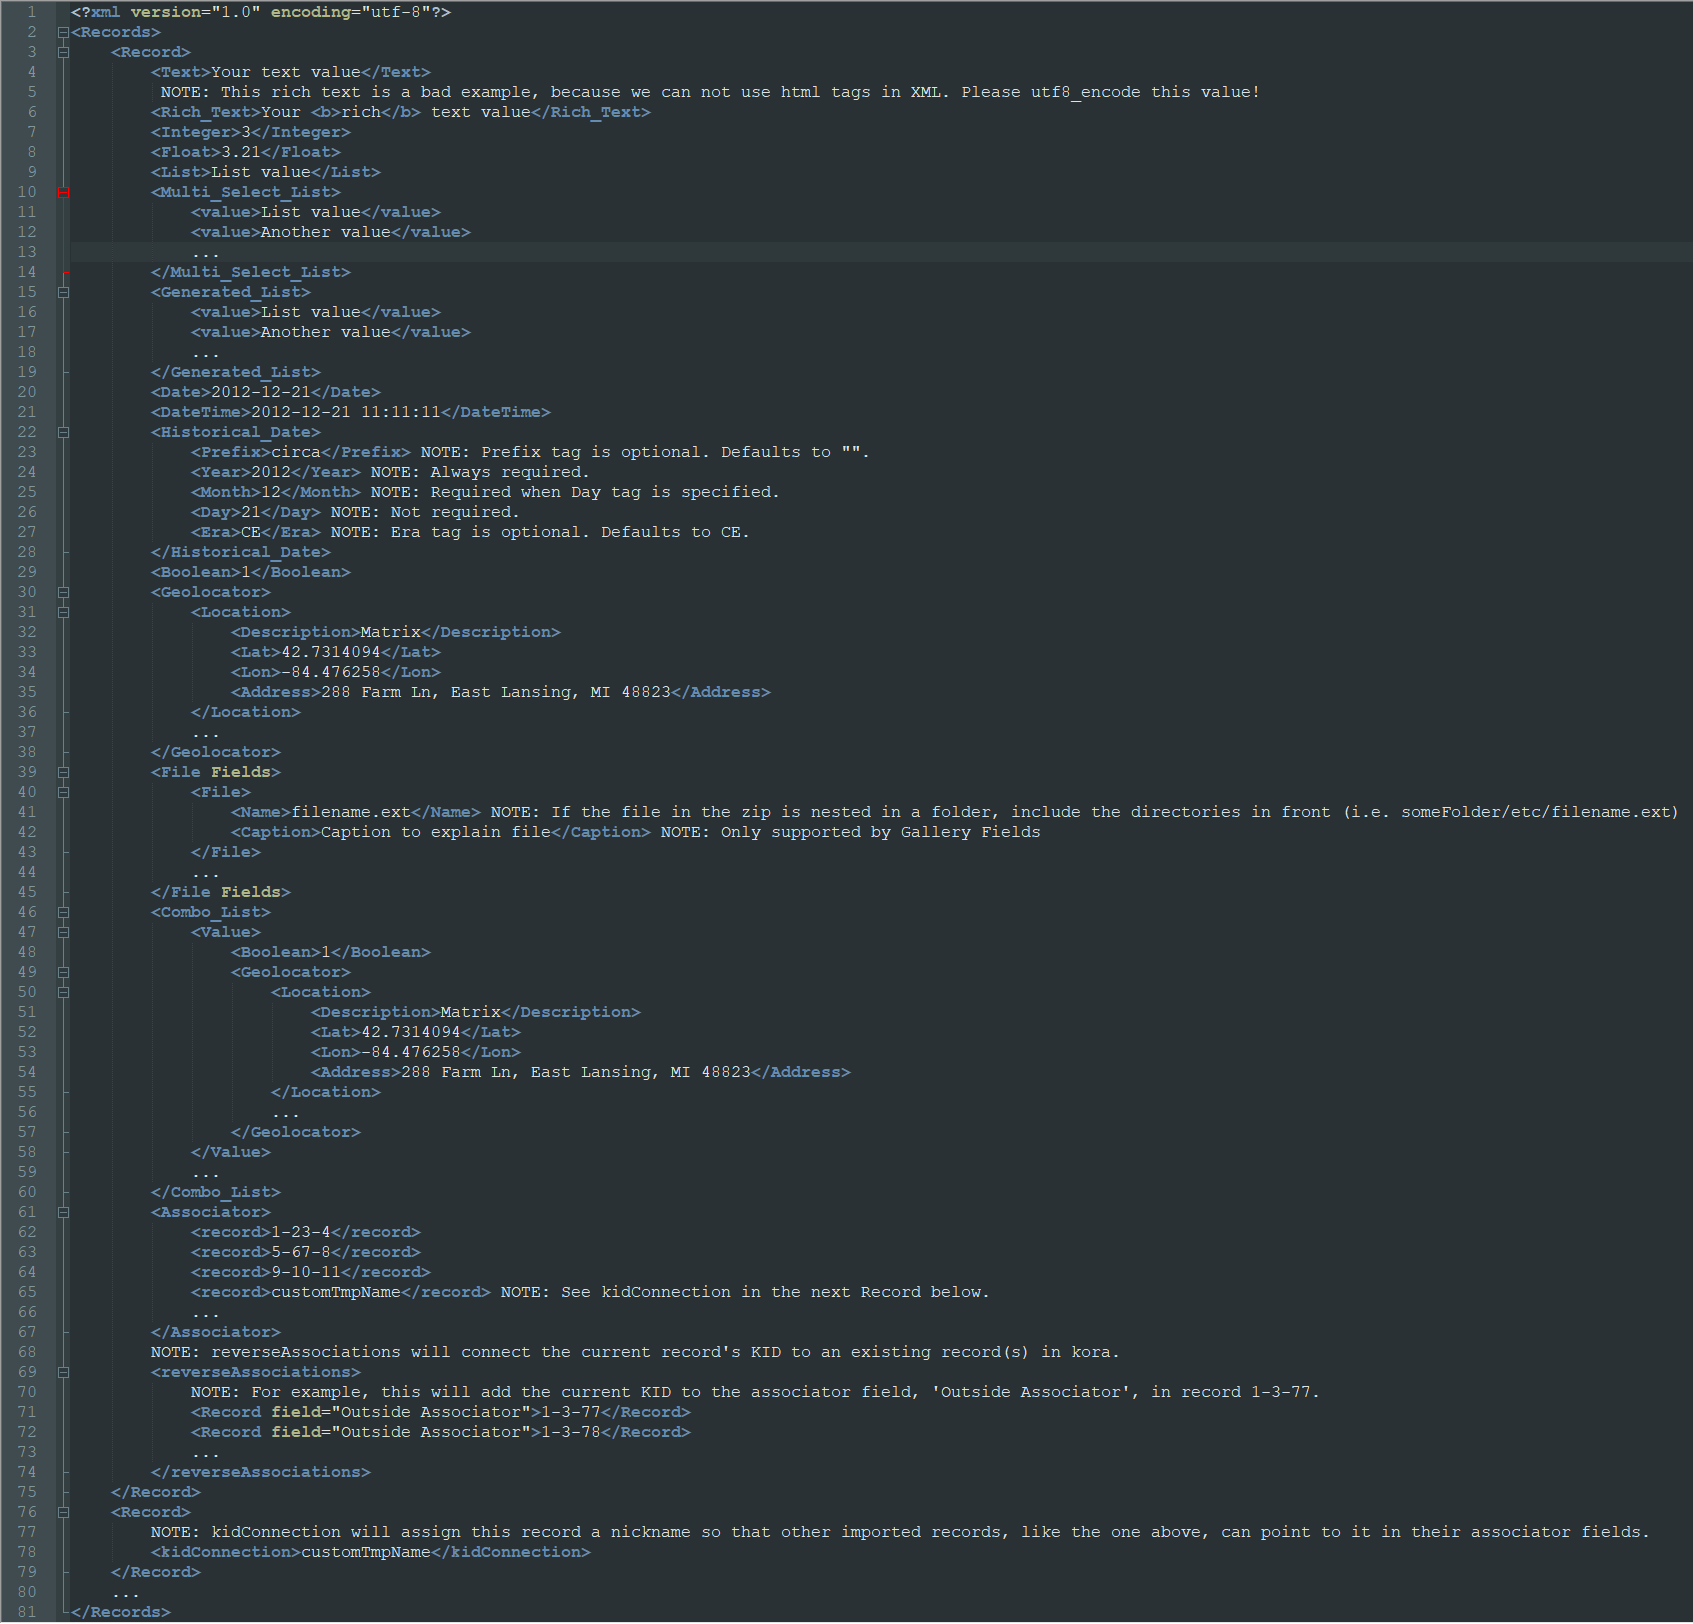 1 <?xml version="1.0" encoding="utf-8"?>
2 <Records>
3 <Record>
4 <Text>Your text value</Text>
5 NOTE: This rich text is a bad example, because we can not use html tags in XML. Please utf8_encode this value!
6 <Rich_Text>Your <b>rich</b> text value</Rich_Text>
7 <Integer>3</Integer>
8 <Float>3.21</Float>
9 <List>List value</List>
10 <Multi_Select_List>
11 <value>List value</value>
12 <value>Another value</value>
13 ...
14 </Multi_Select_List>
15 <Generated_List>
16 <value>List value</value>
17 <value>Another value</value>
18 ...
19 </Generated_List>
20 <Date>2012-12-21</Date>
21 <DateTime>2012-12-21 11:11:11</DateTime>
22 <Historical_Date>
23 <Prefix>circa</Prefix> NOTE: Prefix tag is optional. Defaults to "".
24 <Year>2012</Year> NOTE: Always required.
25 <Month>12</Month> NOTE: Required when Day tag is specified.
26 <Day>21</Day> NOTE: Not required.
27 <Era>CE</Era> NOTE: Era tag is optional. Defaults to CE.
28 </Historical_Date>
29 <Boolean>1</Boolean>
30 <Geolocator>
31 <Location>
32 <Description>Matrix</Description>
33 <Lat>42.7314094</Lat>
34 <Lon>-84.476258</Lon>
35 <Address>288 Farm Ln, East Lansing, MI 48823</Address>
36 </Location>
37 ...
38 </Geolocator>
39 <File Fields>
40 <File>
41 <Name>filename.ext</Name> NOTE: If the file in the zip is nested in a folder, include the directories in front (i.e. someFolder/etc/filename.ext)
42 <Caption>Caption to explain file</Caption> NOTE: Only supported by Gallery Fields
43 </File>
44 ...
45 </File Fields>
46 <Combo_List>
47 <Value>
48 <Boolean>1</Boolean>
49 <Geolocator>
50 <Location>
51 <Description>Matrix</Description>
52 <Lat>42.7314094</Lat>
53 <Lon>-84.476258</Lon>
54 <Address>288 Farm Ln, East Lansing, MI 48823</Address>
55 </Location>
56 ...
57 </Geolocator>
58 </Value>
59 ...
60 </Combo_List>
61 <Associator>
62 <record>1-23-4</record>
63 <record>5-67-8</record>
64 <record>9-10-11</record>
65 <record>customTmpName</record> NOTE: See kidConnection in the next Record below.
66 ...
67 </Associator>
68 NOTE: reverseAssociations will connect the current record's KID to an existing record(s) in kora.
69 <reverseAssociations>
70 NOTE: For example, this will add the current KID to the associator field, 'Outside Associator', in record 1-3-77.
71 <Record field="Outside Associator">1-3-77</Record>
72 <Record field="Outside Associator">1-3-78</Record>
73 ...
74 </reverseAssociations>
75 </Record>
76 <Record>
77 NOTE: kidConnection will assign this record a nickname so that other imported records, like the one above, can point to it in their associator fields.
78 <kidConnection>customTmpName</kidConnection>
79 </Record>
80 ...
81 </Records>